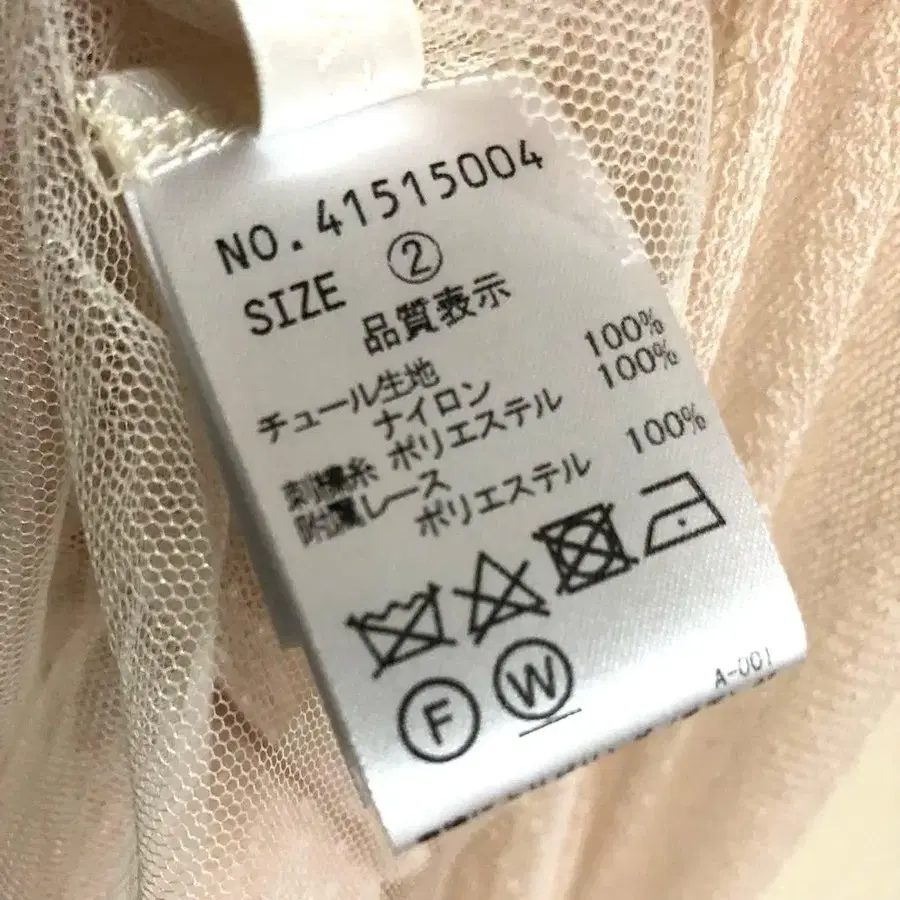 NO.41515004
SIZE ②
品質表示
チュール生地
ナイロン 100%
刺繍糸 ポリエステル 100%
附属レース
ポリエステル 100%
F W
A-001